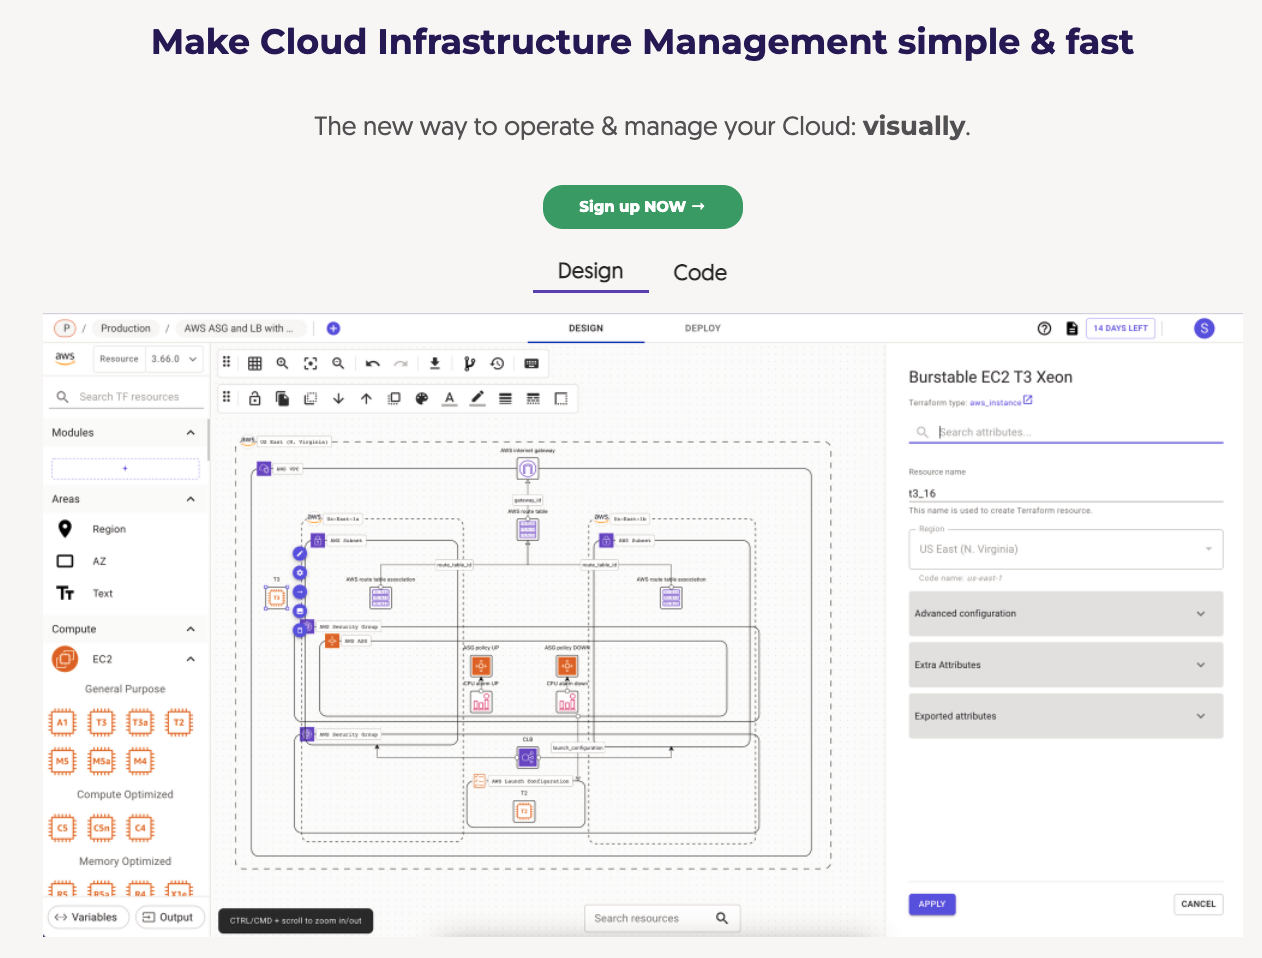 Make Cloud Infrastructure Management simple & fast
The new way to operate & manage your Cloud: visually.
Sign up NOW →
Design Code
P / Production / AWS ASG and LB with ...
DESIGN DEPLOY
14 DAYS LEFT
S
aws Resource 3.66.0
Search TF resources
Modules
+
Areas
Region
AZ
Text
Compute
EC2
General Purpose
A1 T3 T3a T2
M5 M5a M4
Compute Optimized
C5 C5n C4
Memory Optimized
R5 R5a R4 X1e
Variables Output
aws US East (N. Virginia)
AWS VPC
AWS internet gateway
gateway_id
AWS route table
aws Us-East-1a
aws Us-East-1b
AWS Subnet
AWS Subnet
route_table_id
route_table_id
T3
T3
AWS route table association
AWS route table association
AWS Security Group
AWS ASG
ASG policy UP
ASG policy DOWN
CPU alarm UP
CPU alarm down
AWS Security Group
CLB
launch_configuration
AWS Launch Configuration
T2
T2
CTRL/CMD + scroll to zoom in/out
Search resources
Burstable EC2 T3 Xeon
Terraform type: aws_instance
Search attributes...
Resource name
t3_16
This name is used to create Terraform resource.
Region
US East (N. Virginia)
Code name: us-east-1
Advanced configuration
Extra Attributes
Exported attributes
APPLY CANCEL